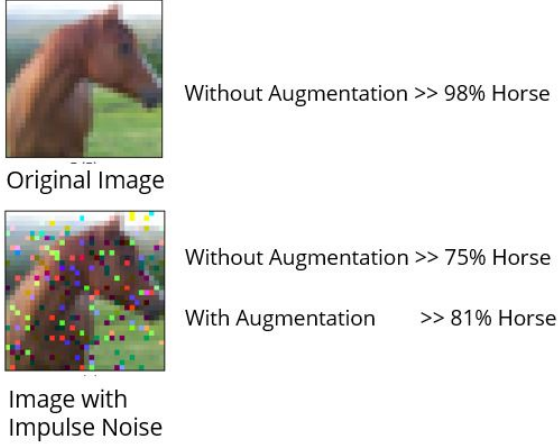 Without Augmentation >> 98% Horse
Original Image
Without Augmentation >> 75% Horse
With Augmentation >> 81% Horse
Image with
Impulse Noise